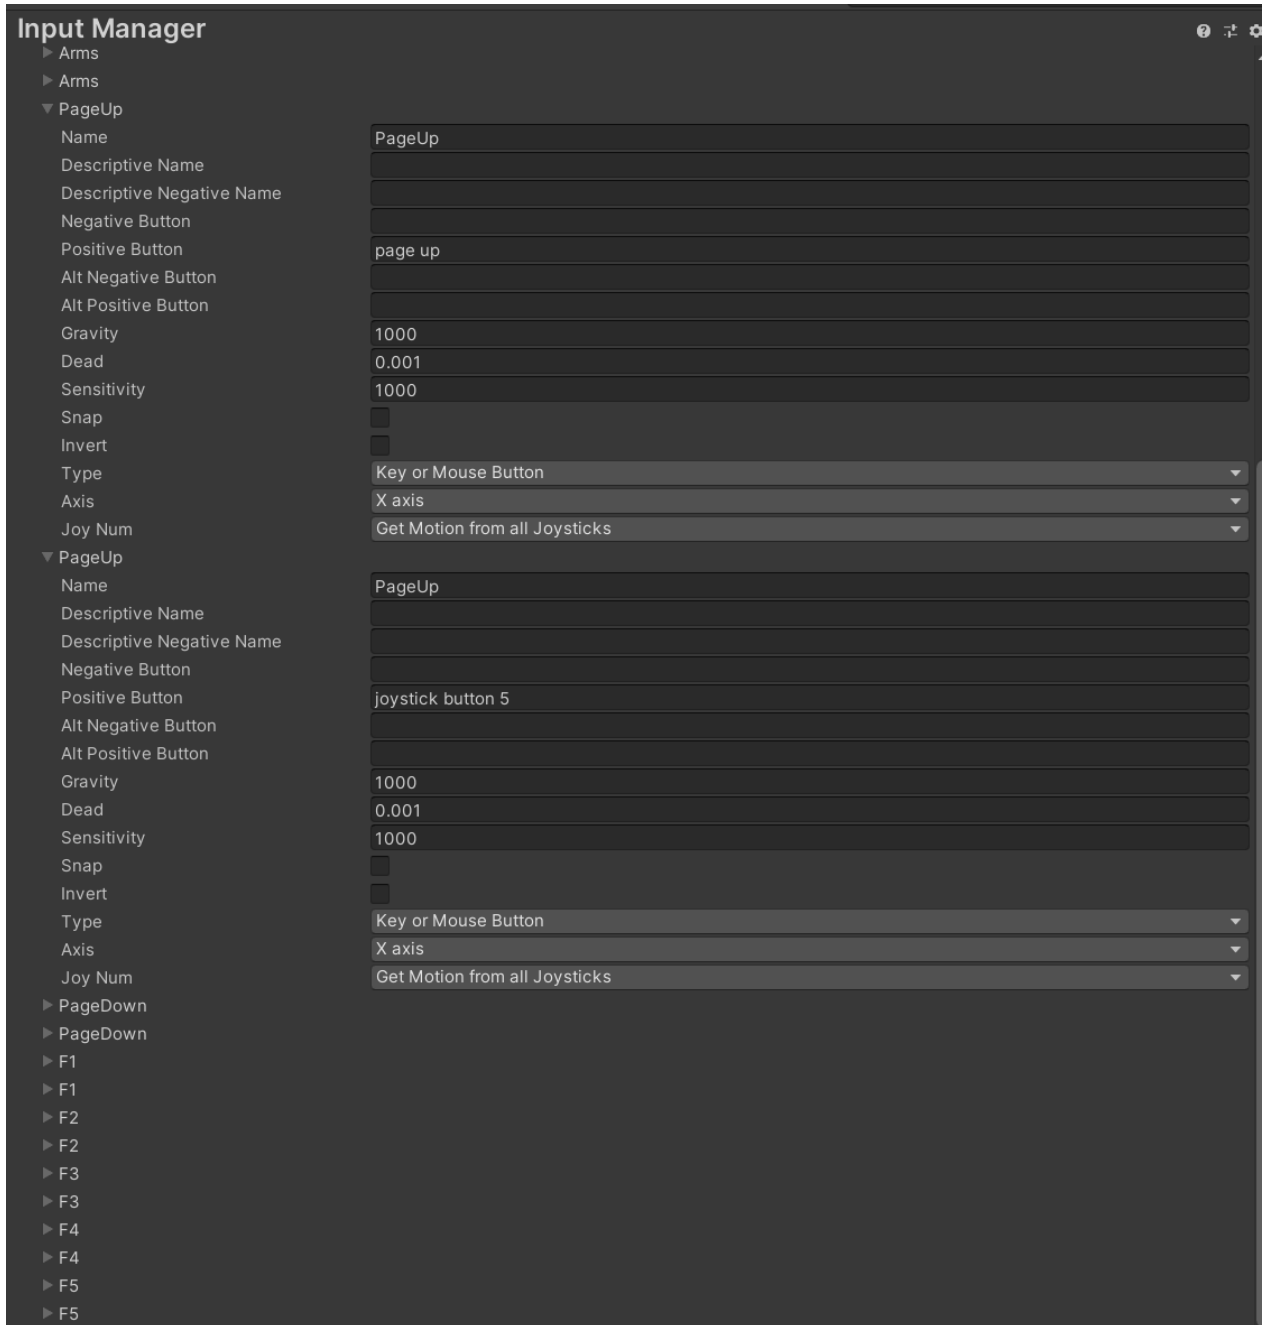 Input Manager
Arms
Arms
PageUp
Name PageUp
Descriptive Name
Descriptive Negative Name
Negative Button
Positive Button page up
Alt Negative Button
Alt Positive Button
Gravity 1000
Dead 0.001
Sensitivity 1000
Snap
Invert
Type Key or Mouse Button
Axis X axis
Joy Num Get Motion from all Joysticks
PageUp
Name PageUp
Descriptive Name
Descriptive Negative Name
Negative Button
Positive Button joystick button 5
Alt Negative Button
Alt Positive Button
Gravity 1000
Dead 0.001
Sensitivity 1000
Snap
Invert
Type Key or Mouse Button
Axis X axis
Joy Num Get Motion from all Joysticks
PageDown
PageDown
F1
F1
F2
F2
F3
F3
F4
F4
F5
F5